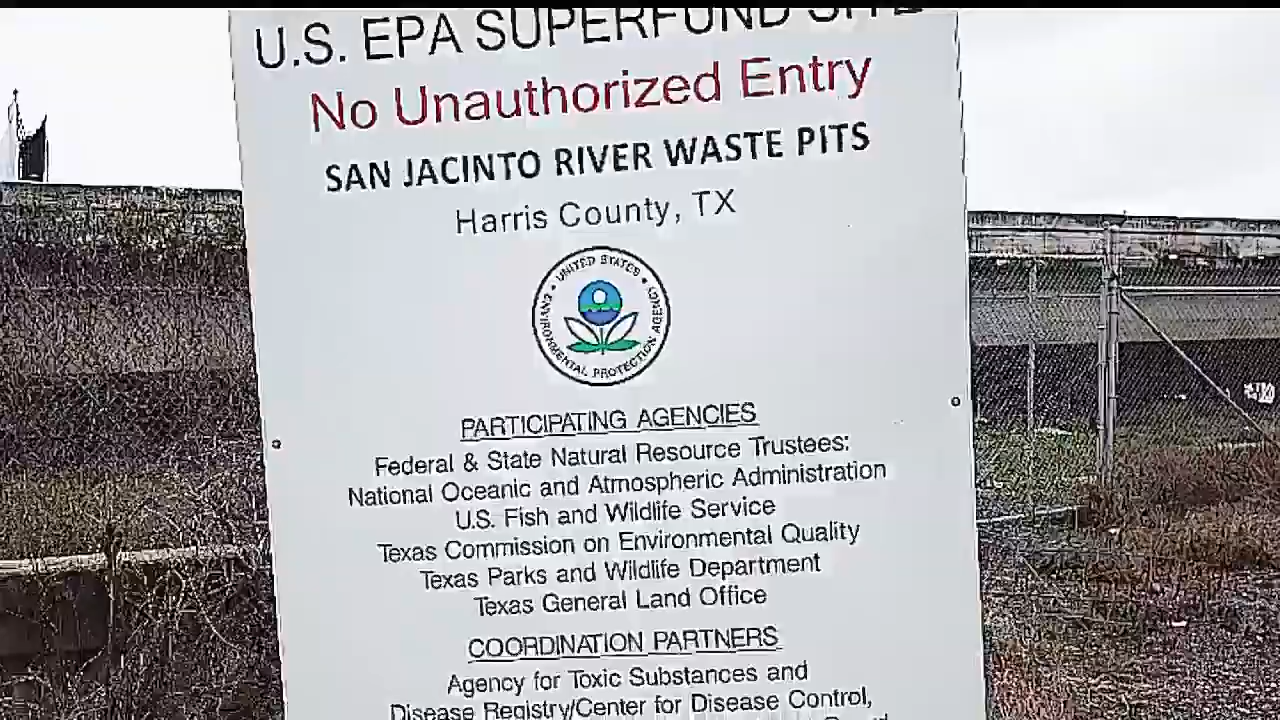 U.S. EPA SUPERFUND SITE
No Unauthorized Entry
SAN JACINTO RIVER WASTE PITS
Harris County, TX
UNITED STATES
ENVIRONMENTAL PROTECTION AGENCY
PARTICIPATING AGENCIES
Federal & State Natural Resource Trustees:
National Oceanic and Atmospheric Administration
U.S. Fish and Wildlife Service
Texas Commission on Environmental Quality
Texas Parks and Wildlife Department
Texas General Land Office
COORDINATION PARTNERS
Agency for Toxic Substances and
Disease Registry/Center for Disease Control,